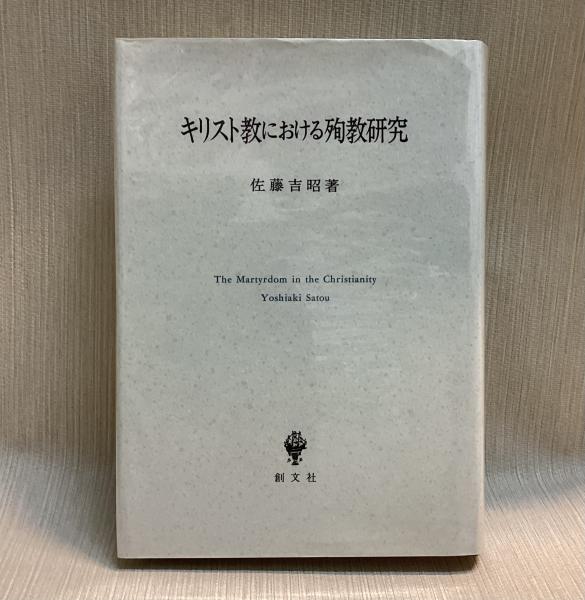 キリスト教における殉教研究
佐藤吉昭著
The Martyrdom in the Christianity
Yoshiaki Satou
創文社